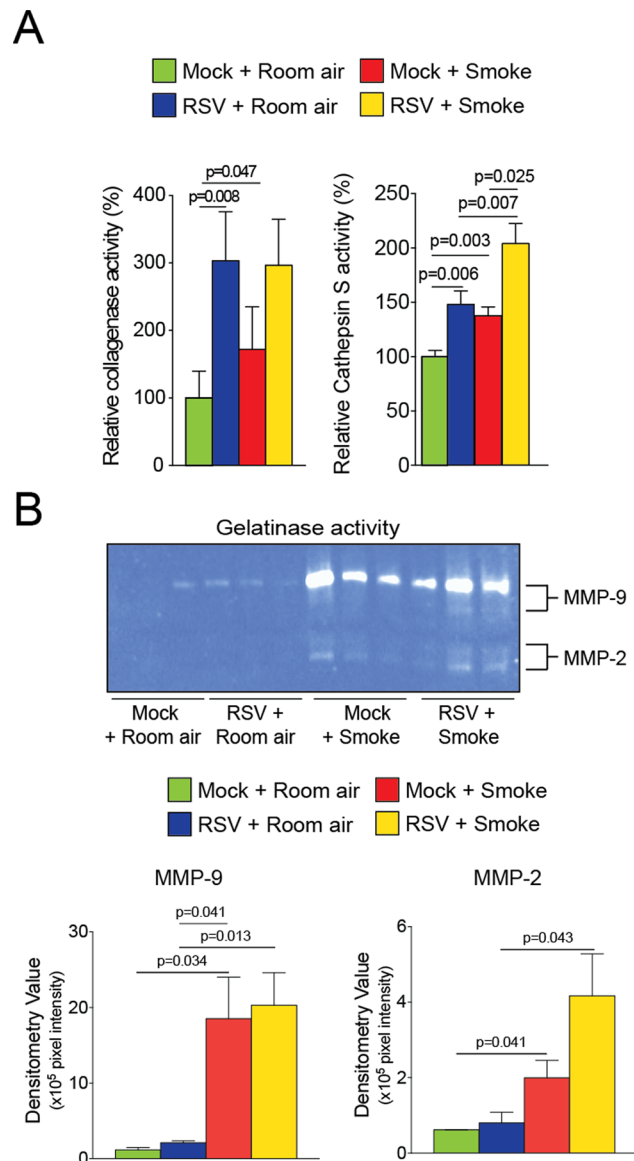 A
Mock + Room air
Mock + Smoke
RSV + Room air
RSV + Smoke
Relative collagenase activity (%)
400
300
200
100
0
p=0.047
p=0.008
Relative Cathepsin S activity (%)
250
200
150
100
50
0
p=0.025
p=0.007
p=0.003
p=0.006
B
Gelatinase activity
MMP-9
MMP-2
Mock
+ Room air
RSV +
Room air
Mock
+ Smoke
RSV +
Smoke
Mock + Room air
Mock + Smoke
RSV + Room air
RSV + Smoke
MMP-9
Densitometry Value
(x10⁵ pixel intensity)
30
20
10
0
p=0.041
p=0.013
p=0.034
MMP-2
Densitometry Value
(x10⁵ pixel intensity)
6
4
2
0
p=0.043
p=0.041